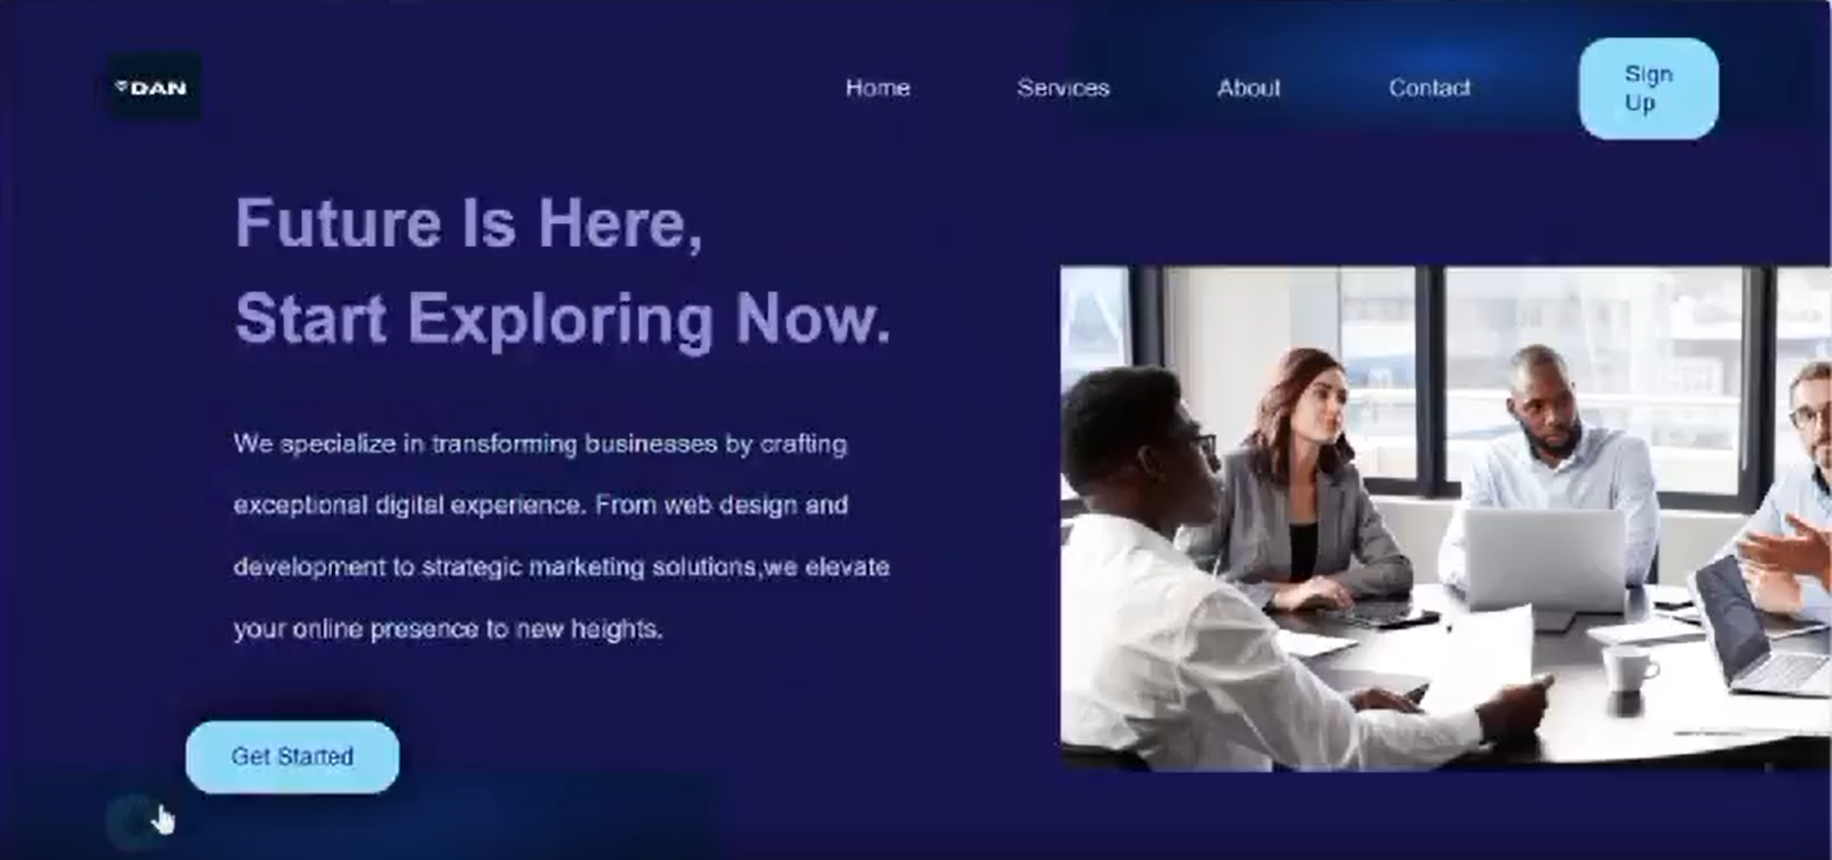 DAN
Home
Services
About
Contact
Sign
Up
Future Is Here,
Start Exploring Now.
We specialize in transforming businesses by crafting
exceptional digital experience. From web design and
development to strategic marketing solutions,we elevate
your online presence to new heights.
Get Started